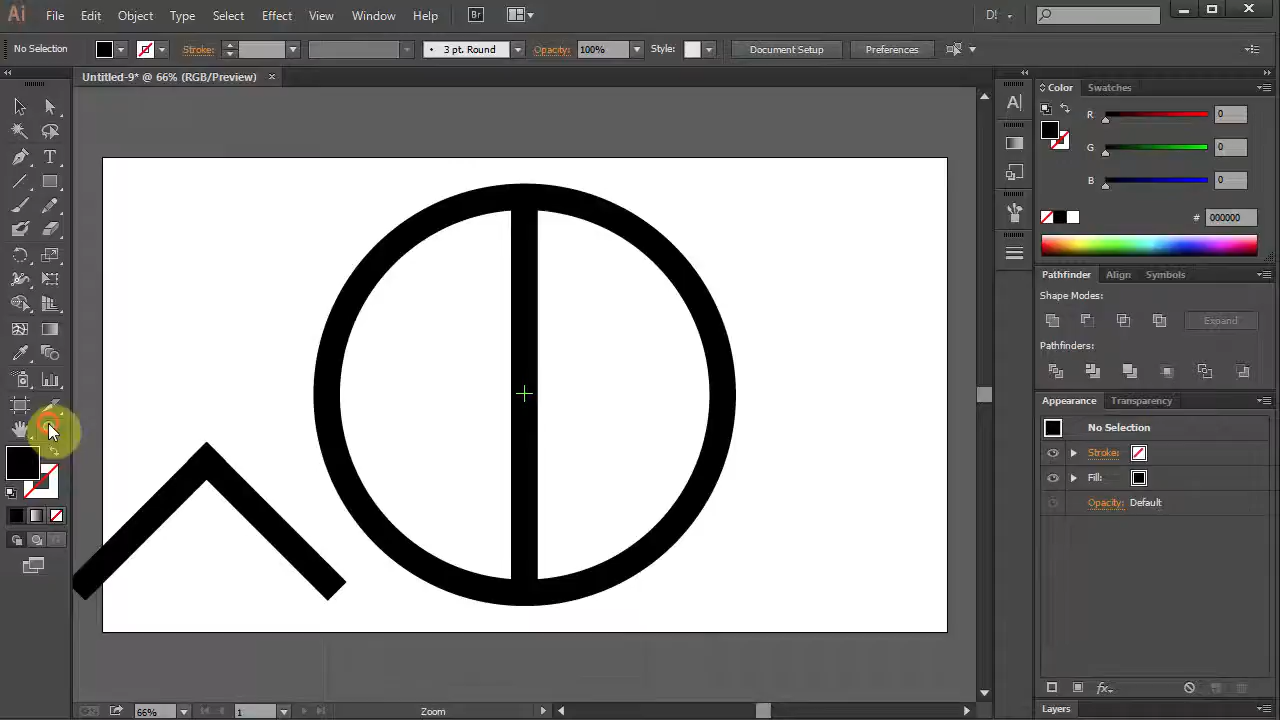 Ai File Edit Object Type Select Effect View Window Help Br
No Selection Stroke: 3 pt. Round Opacity: 100% Style: Document Setup Preferences
Untitled-9* @ 66% (RGB/Preview)
Color Swatches
R 0
G 0
B 0
# 000000
Pathfinder Align Symbols
Shape Modes:
Expand
Pathfinders:
Appearance Transparency
No Selection
Stroke:
Fill:
Opacity: Default
fx
Layers
66% 1 Zoom